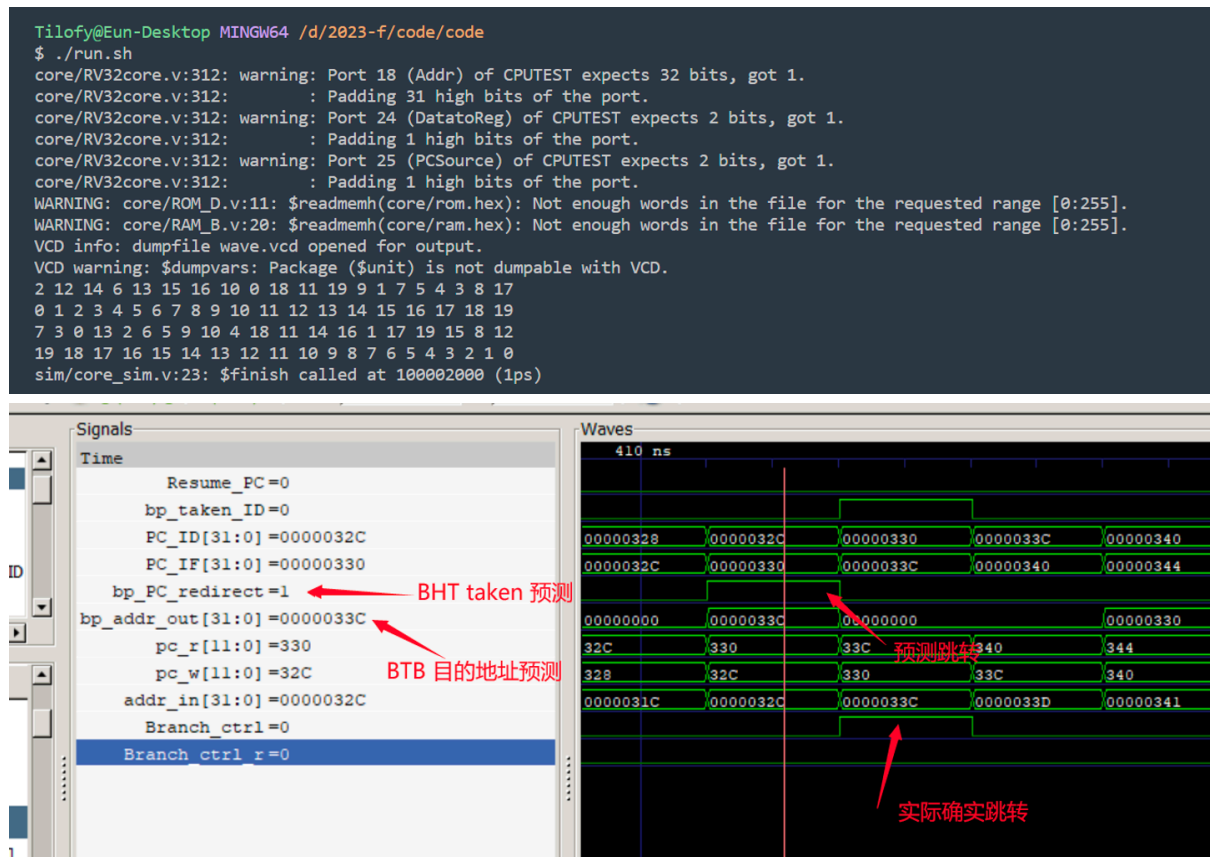 Tilofy@Eun-Desktop MINGW64 /d/2023-f/code/code
$ ./run.sh
core/RV32core.v:312: warning: Port 18 (Addr) of CPUTEST expects 32 bits, got 1.
core/RV32core.v:312:        : Padding 31 high bits of the port.
core/RV32core.v:312: warning: Port 24 (DatatoReg) of CPUTEST expects 2 bits, got 1.
core/RV32core.v:312:        : Padding 1 high bits of the port.
core/RV32core.v:312: warning: Port 25 (PCSource) of CPUTEST expects 2 bits, got 1.
core/RV32core.v:312:        : Padding 1 high bits of the port.
WARNING: core/ROM_D.v:11: $readmemh(core/rom.hex): Not enough words in the file for the requested range [0:255].
WARNING: core/RAM_B.v:20: $readmemh(core/ram.hex): Not enough words in the file for the requested range [0:255].
VCD info: dumpfile wave.vcd opened for output.
VCD warning: $dumpvars: Package ($unit) is not dumpable with VCD.
2 12 14 6 13 15 16 10 0 18 11 19 9 1 7 5 4 3 8 17
0 1 2 3 4 5 6 7 8 9 10 11 12 13 14 15 16 17 18 19
7 3 0 13 2 6 5 9 10 4 18 11 14 16 1 17 19 15 8 12
19 18 17 16 15 14 13 12 11 10 9 8 7 6 5 4 3 2 1 0
sim/core_sim.v:23: $finish called at 100002000 (1ps)
Signals
Waves
Time
410 ns
Resume_PC=0
bp_taken_ID=0
PC_ID[31:0]=0000032C
00000328 0000032C 00000330 0000033C 00000340
ID
PC_IF[31:0]=00000330
0000032C 00000330 0000033C 00000340 00000344
bp_PC_redirect=1
BHT taken 预测
bp_addr_out[31:0]=0000033C
00000000 0000033C 00000000 00000330
pc_r[11:0]=330
32C 330 33C 340 344
预测跳转
BTB 目的地址预测
pc_w[11:0]=32C
328 32C 330 33C 340
addr_in[31:0]=0000032C
0000031C 0000032C 0000033C 0000033D 00000341
Branch_ctrl=0
Branch_ctrl_r=0
实际确实跳转